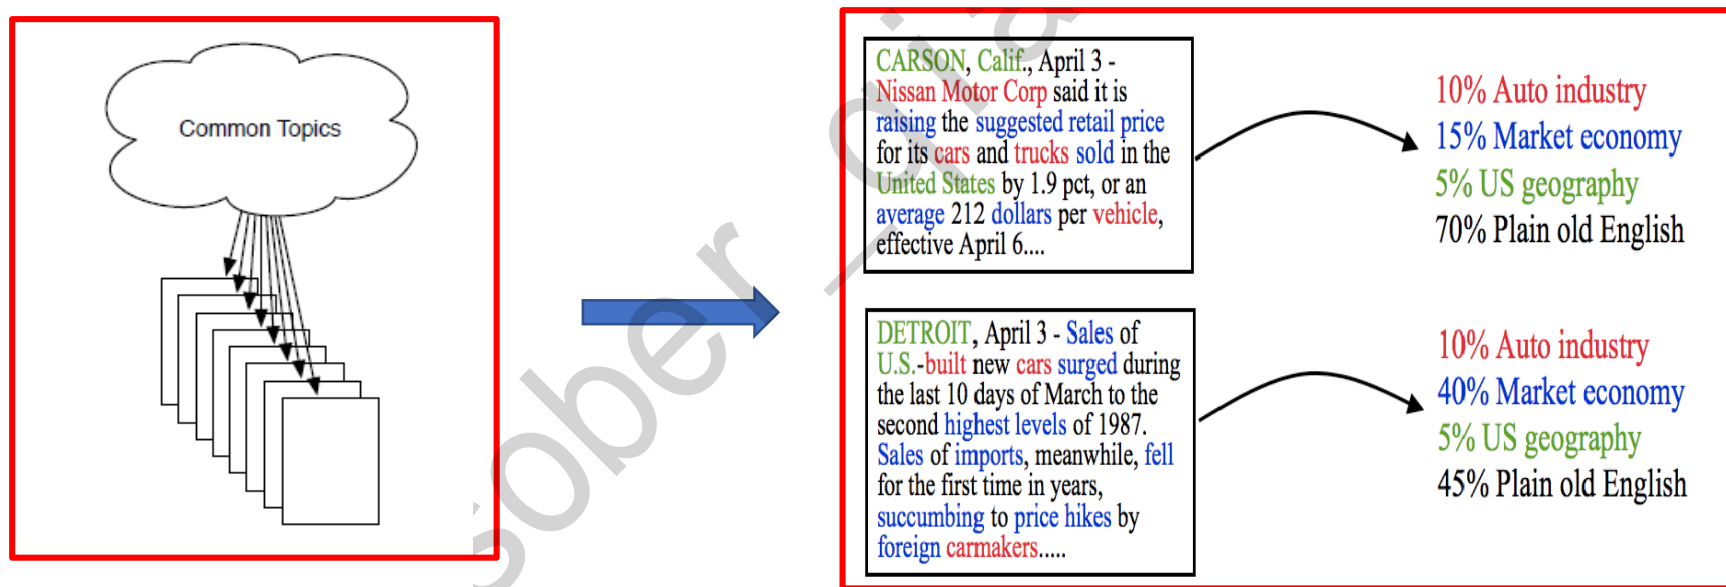 Common Topics
CARSON, Calif., April 3 -
Nissan Motor Corp said it is
raising the suggested retail price
for its cars and trucks sold in the
United States by 1.9 pct, or an
average 212 dollars per vehicle,
effective April 6....
10% Auto industry
15% Market economy
5% US geography
70% Plain old English
DETROIT, April 3 - Sales of
U.S.-built new cars surged during
the last 10 days of March to the
second highest levels of 1987.
Sales of imports, meanwhile, fell
for the first time in years,
succumbing to price hikes by
foreign carmakers.....
10% Auto industry
40% Market economy
5% US geography
45% Plain old English